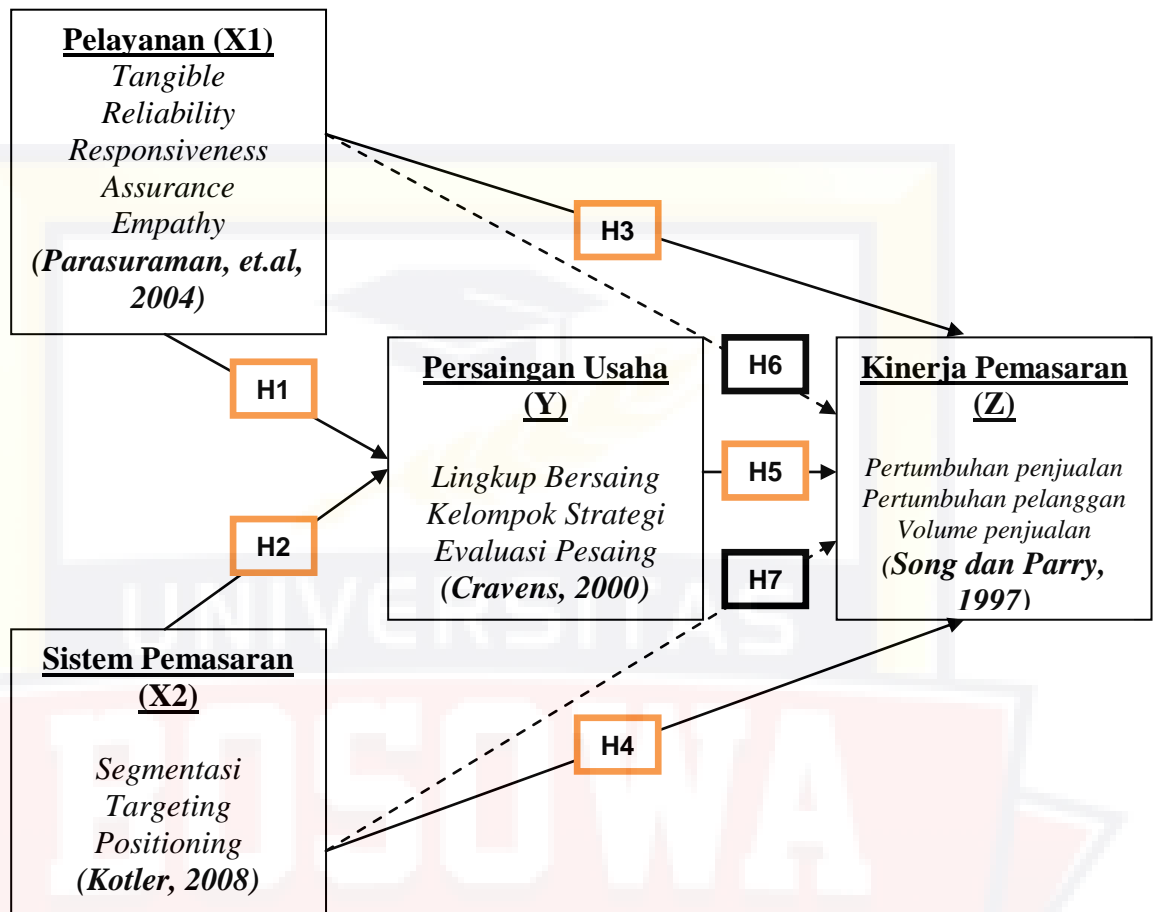 Pelayanan (X1)
Tangible
Reliability
Responsiveness
Assurance
Empathy
(Parasuraman, et.al,
2004)
H3
H1
H6
Persaingan Usaha
(Y)
Lingkup Bersaing
Kelompok Strategi
Evaluasi Pesaing
(Cravens, 2000)
H5
Kinerja Pemasaran
(Z)
Pertumbuhan penjualan
Pertumbuhan pelanggan
Volume penjualan
(Song dan Parry,
1997)
H2
H7
Sistem Pemasaran
(X2)
Segmentasi
Targeting
Positioning
(Kotler, 2008)
H4
UNIVERSITAS
BOSOWA